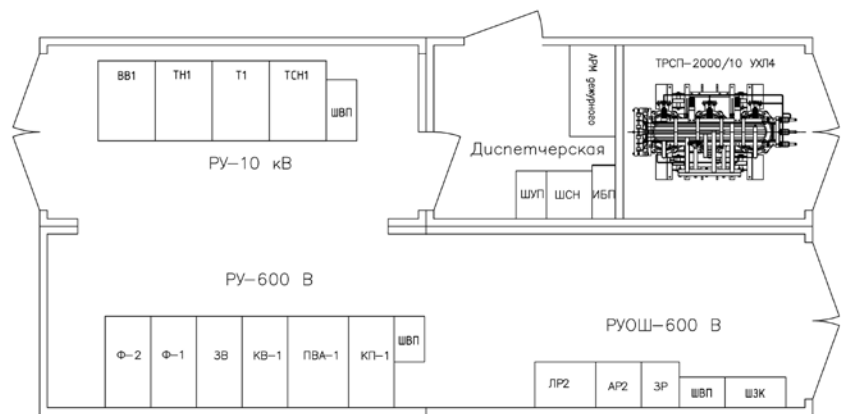 ВВ1 ТН1 Т1 ТСН1
ШВП
РУ-10 кВ
АРМ дежурного
Диспетчерская
ШУП ШСН ИБП
ТРСП-2000/10 УХЛ4
РУ-600 В
Ф-2 Ф-1 ЗВ КВ-1 ПВА-1 КП-1 ШВП
РУОШ-600 В
ЛР2 АР2 ЗР ШВП ШЗК